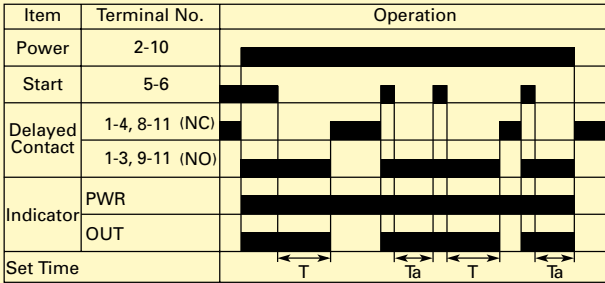 Item Terminal No. Operation
Power 2-10
Start 5-6
Delayed Contact
1-4, 8-11 (NC)
1-3, 9-11 (NO)
Indicator
PWR
OUT
Set Time T Ta T Ta